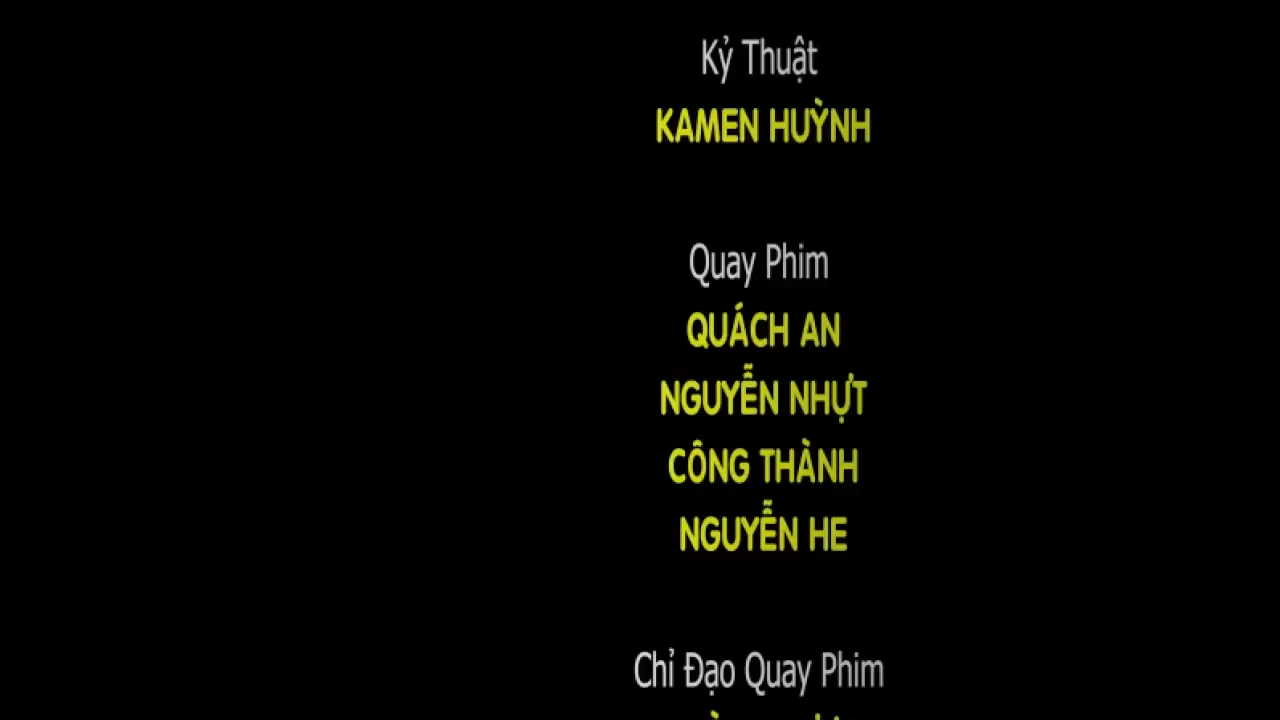 Kỷ Thuật
KAMEN HUỲNH
Quay Phim
QUÁCH AN
NGUYỄN NHỰT
CÔNG THÀNH
NGUYỄN HE
Chỉ Đạo Quay Phim